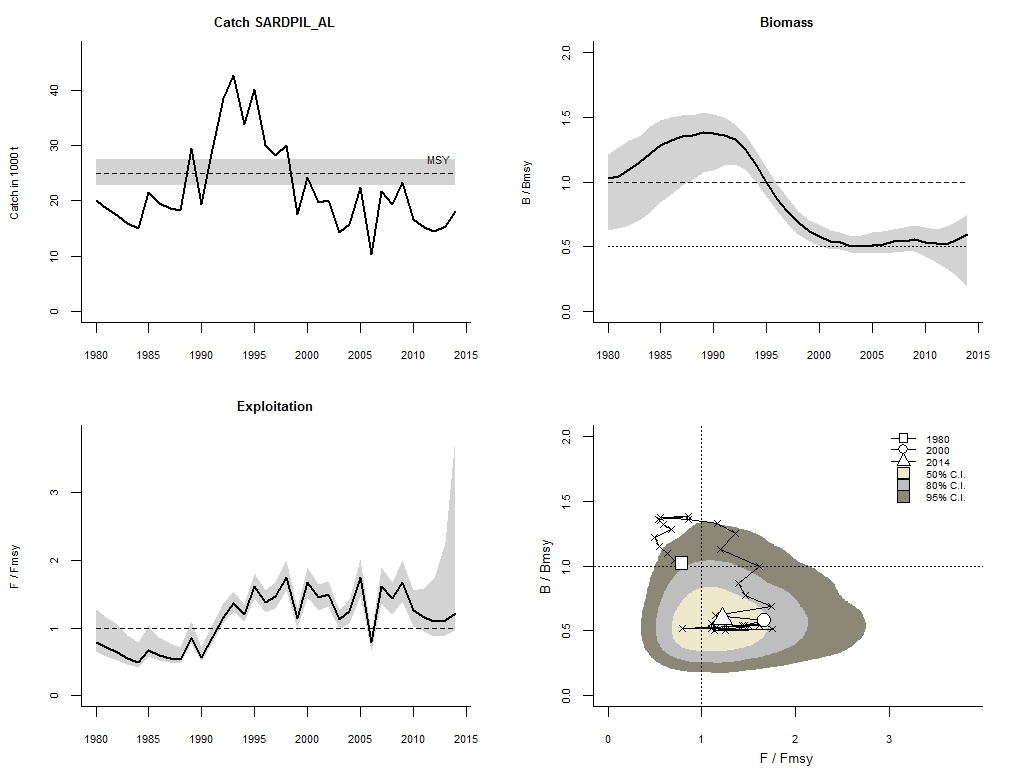 Catch SARDPIL_AL
Catch in 1000 t
40
30
20
10
0
MSY
1980 1985 1990 1995 2000 2005 2010 2015
Biomass
B / Bmsy
2.0
1.5
1.0
0.5
0.0
1980 1985 1990 1995 2000 2005 2010 2015
Exploitation
F / Fmsy
3
2
1
0
1980 1985 1990 1995 2000 2005 2010 2015
B / Bmsy
2.0
1.5
1.0
0.5
0.0
1980
2000
2014
50% C.I.
80% C.I.
95% C.I.
0 1 2 3
F / Fmsy